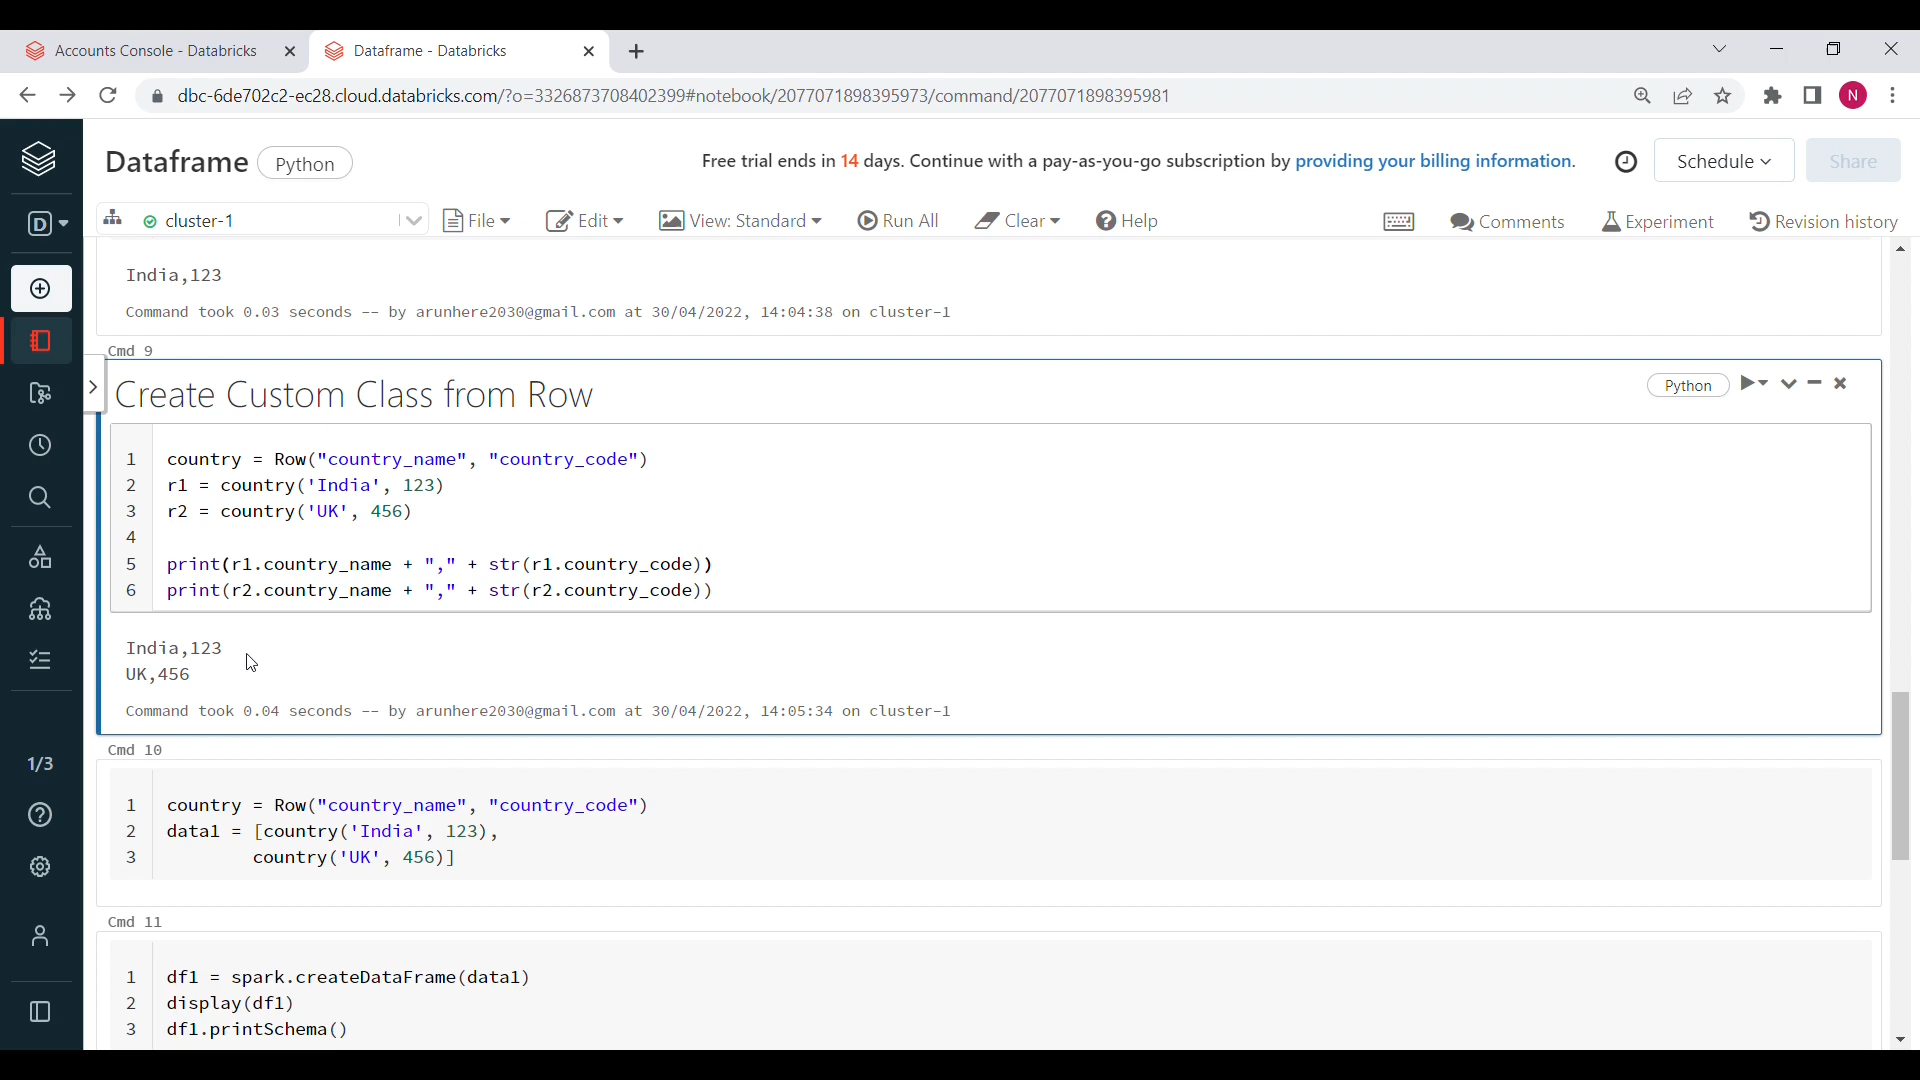 Accounts Console - Databricks
Dataframe - Databricks
dbc-6de702c2-ec28.cloud.databricks.com/?o=3326873708402399#notebook/2077071898395973/command/2077071898395981
N
Dataframe Python
Free trial ends in 14 days. Continue with a pay-as-you-go subscription by providing your billing information.
Schedule
Share
D
cluster-1
File
Edit
View: Standard
Run All
Clear
Help
Comments
Experiment
Revision history
India,123
Command took 0.03 seconds -- by arunhere2030@gmail.com at 30/04/2022, 14:04:38 on cluster-1
Cmd 9
Create Custom Class from Row
Python
1 country = Row("country_name", "country_code")
2 r1 = country('India', 123)
3 r2 = country('UK', 456)
4
5 print(r1.country_name + "," + str(r1.country_code))
6 print(r2.country_name + "," + str(r2.country_code))
India,123
UK,456
Command took 0.04 seconds -- by arunhere2030@gmail.com at 30/04/2022, 14:05:34 on cluster-1
Cmd 10
1 country = Row("country_name", "country_code")
2 data1 = [country('India', 123),
3 country('UK', 456)]
Cmd 11
1 df1 = spark.createDataFrame(data1)
2 display(df1)
3 df1.printSchema()
1/3